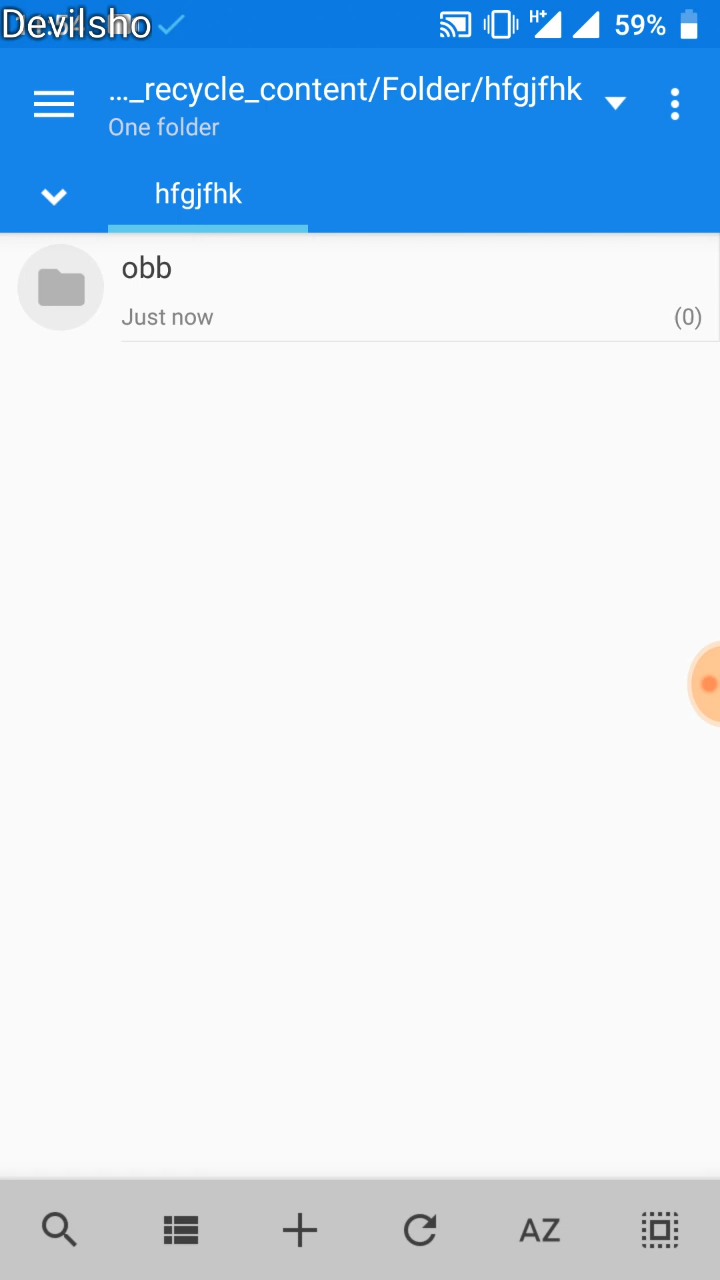 Devilsho
H+
59%
..._recycle_content/Folder/hfgjfhk
One folder
hfgjfhk
obb
Just now
(0)
AZ